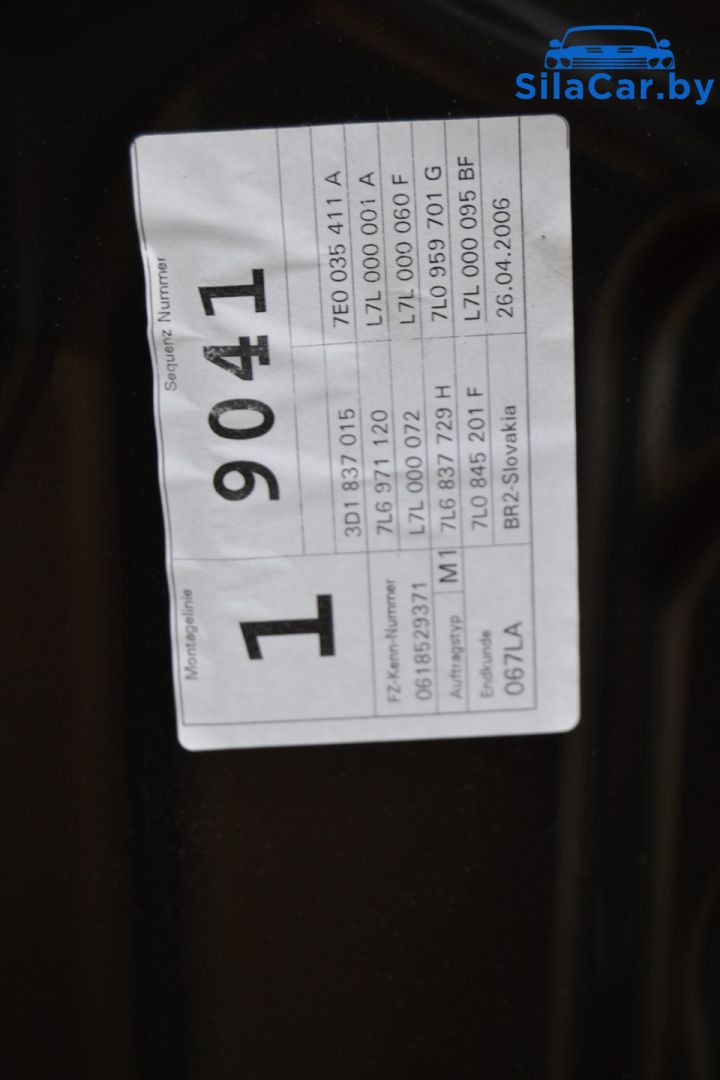 SilaCar.by
Montagelinie Sequenz Nummer
1 9041
3D1 837 015 7E0 035 411 A
FZ-Kenn-Nummer 7L6 971 120 L7L 000 001 A
0618529371 L7L 000 072 L7L 000 060 F
Auftragstyp M1 7L6 837 729 H 7L0 959 701 G
Endkunde 7L0 845 201 F L7L 000 095 BF
067LA BR2-Slovakia 26.04.2006